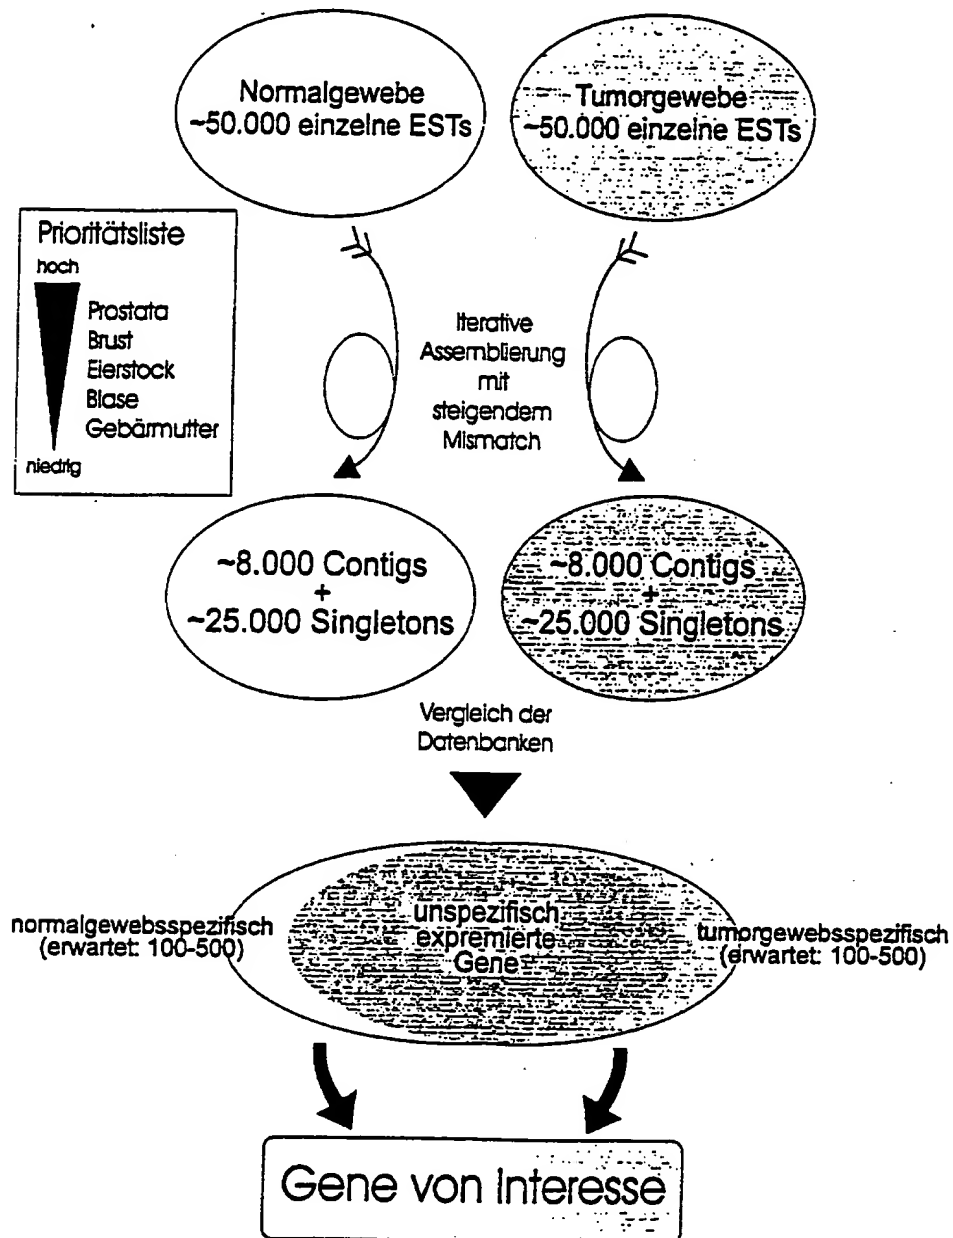 Normalgewebe
~50.000 einzelne ESTs
Tumorgewebe
~50.000 einzelne ESTs
Prioritätsliste
hoch
Prostata
Brust
Eierstock
Blase
Gebärmutter
niedrig
Iterative
Assemblierung
mit
steigendem
Mismatch
~8.000 Contigs
+
~25.000 Singletons
~8.000 Contigs
+
~25.000 Singletons
Vergleich der
Datenbanken
normalgewebsspezifisch
(erwartet: 100-500)
unspezifisch
expremierte
Gene
tumorgewebsspezifisch
(erwartet: 100-500)
Gene von Interesse